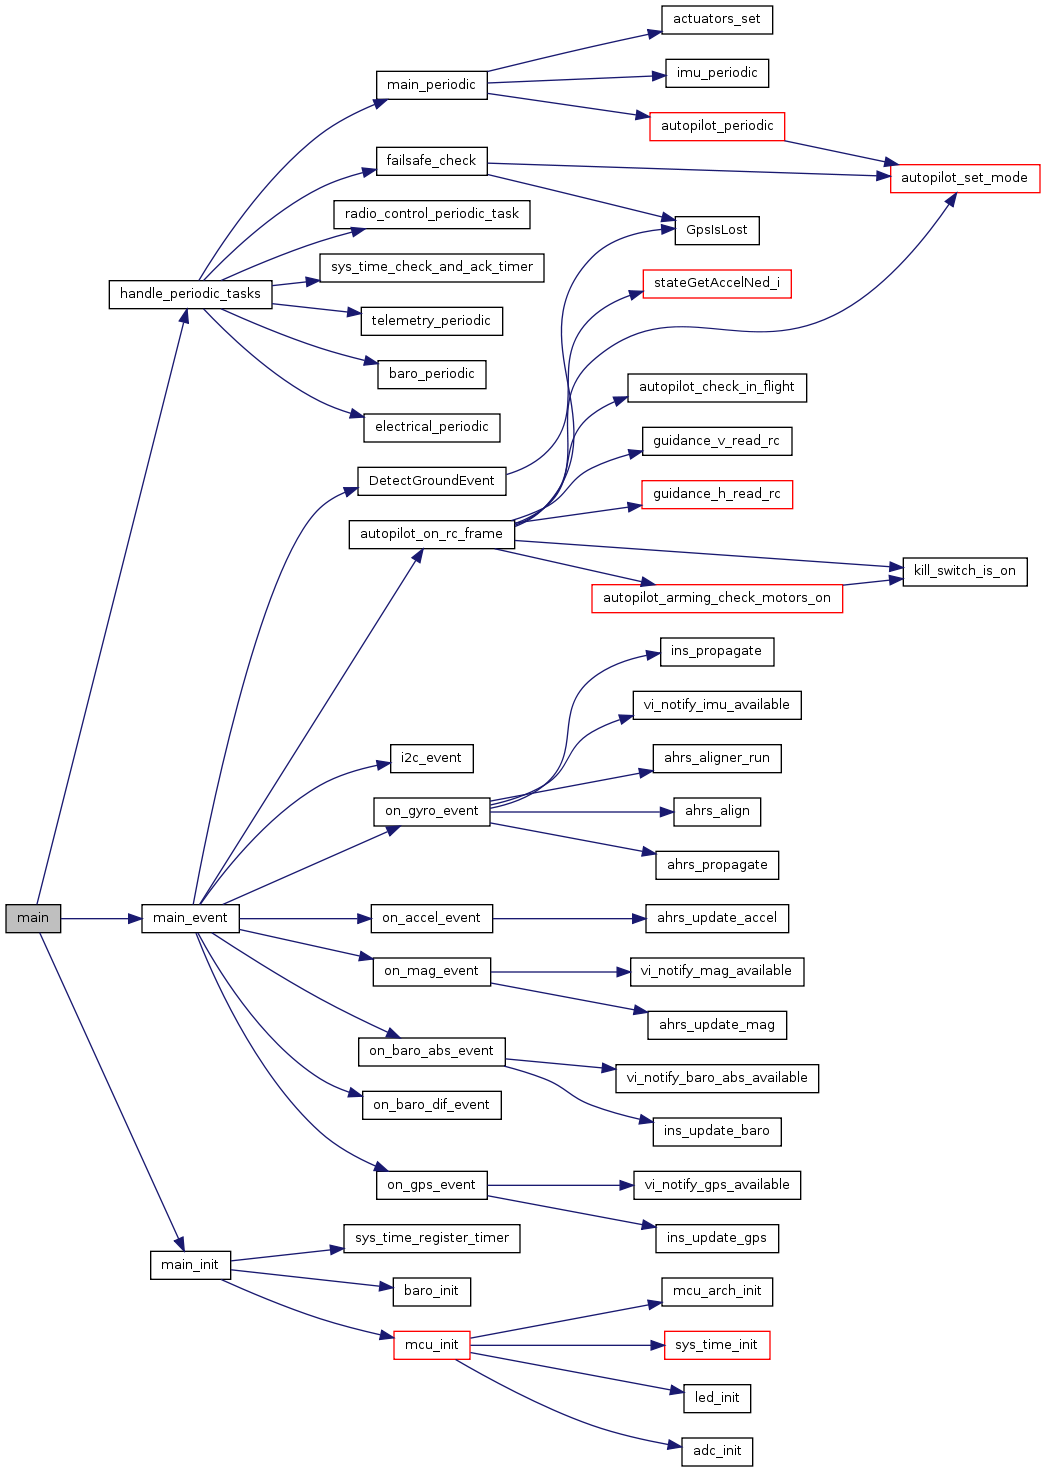 actuators_set
imu_periodic
main_periodic
autopilot_periodic
failsafe_check
autopilot_set_mode
radio_control_periodic_task
GpsIsLost
sys_time_check_and_ack_timer
stateGetAccelNed_i
handle_periodic_tasks
telemetry_periodic
baro_periodic
autopilot_check_in_flight
electrical_periodic
guidance_v_read_rc
DetectGroundEvent
guidance_h_read_rc
autopilot_on_rc_frame
kill_switch_is_on
autopilot_arming_check_motors_on
ins_propagate
vi_notify_imu_available
i2c_event
ahrs_aligner_run
on_gyro_event
ahrs_align
ahrs_propagate
main
main_event
on_accel_event
ahrs_update_accel
on_mag_event
vi_notify_mag_available
ahrs_update_mag
on_baro_abs_event
vi_notify_baro_abs_available
on_baro_dif_event
ins_update_baro
on_gps_event
vi_notify_gps_available
sys_time_register_timer
ins_update_gps
main_init
baro_init
mcu_arch_init
mcu_init
sys_time_init
led_init
adc_init